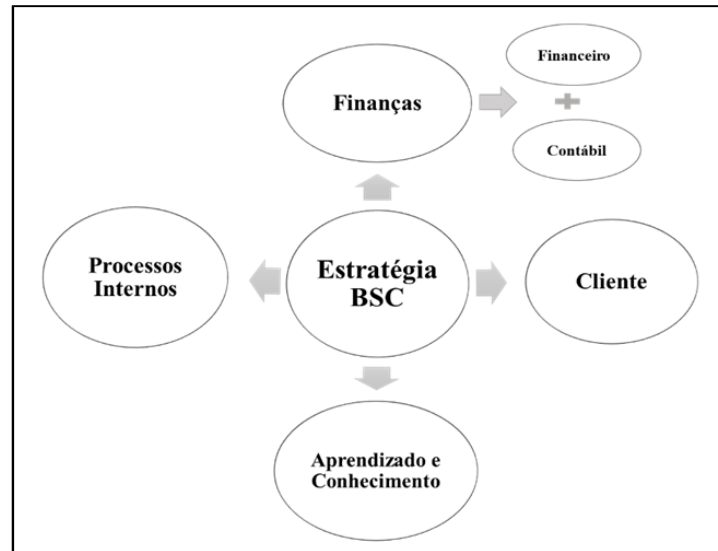 Financeiro
Finanças
Contábil
Processos
Internos
Estratégia
BSC
Cliente
Aprendizado e
Conhecimento